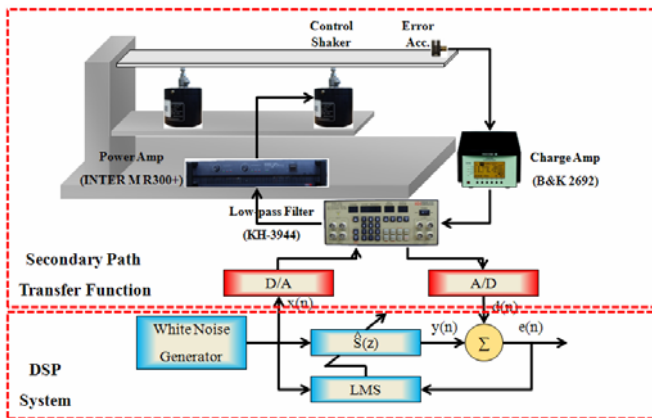 Control
Shaker
Error
Acc.
Power Amp
(INTER M R300+)
Charge Amp
(B&K 2692)
Low-pass Filter
(KH-3944)
Secondary Path
Transfer Function
D/A
A/D
x(n)
d(n)
White Noise
Generator
Ŝ(z)
y(n)
Σ
e(n)
DSP
System
LMS